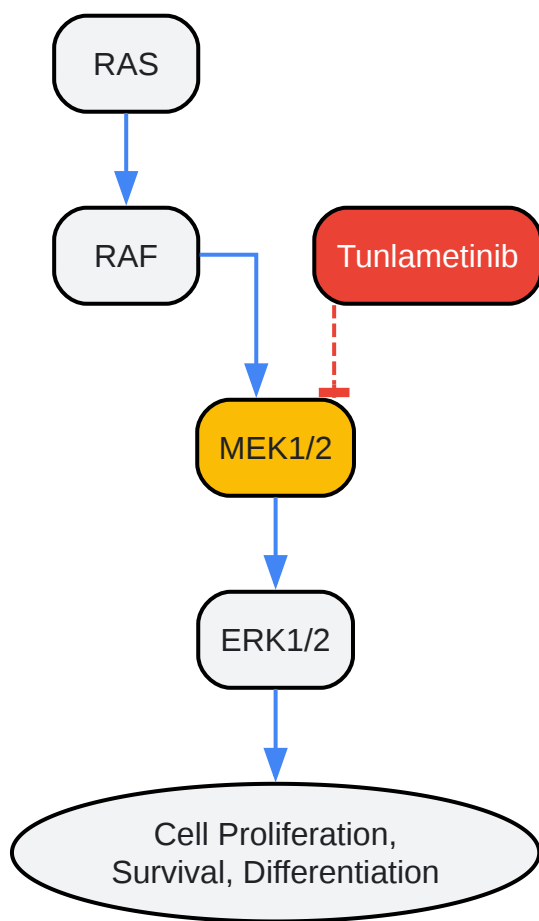 RAS
RAF
Tunlametinib
MEK1/2
ERK1/2
Cell Proliferation,
Survival, Differentiation